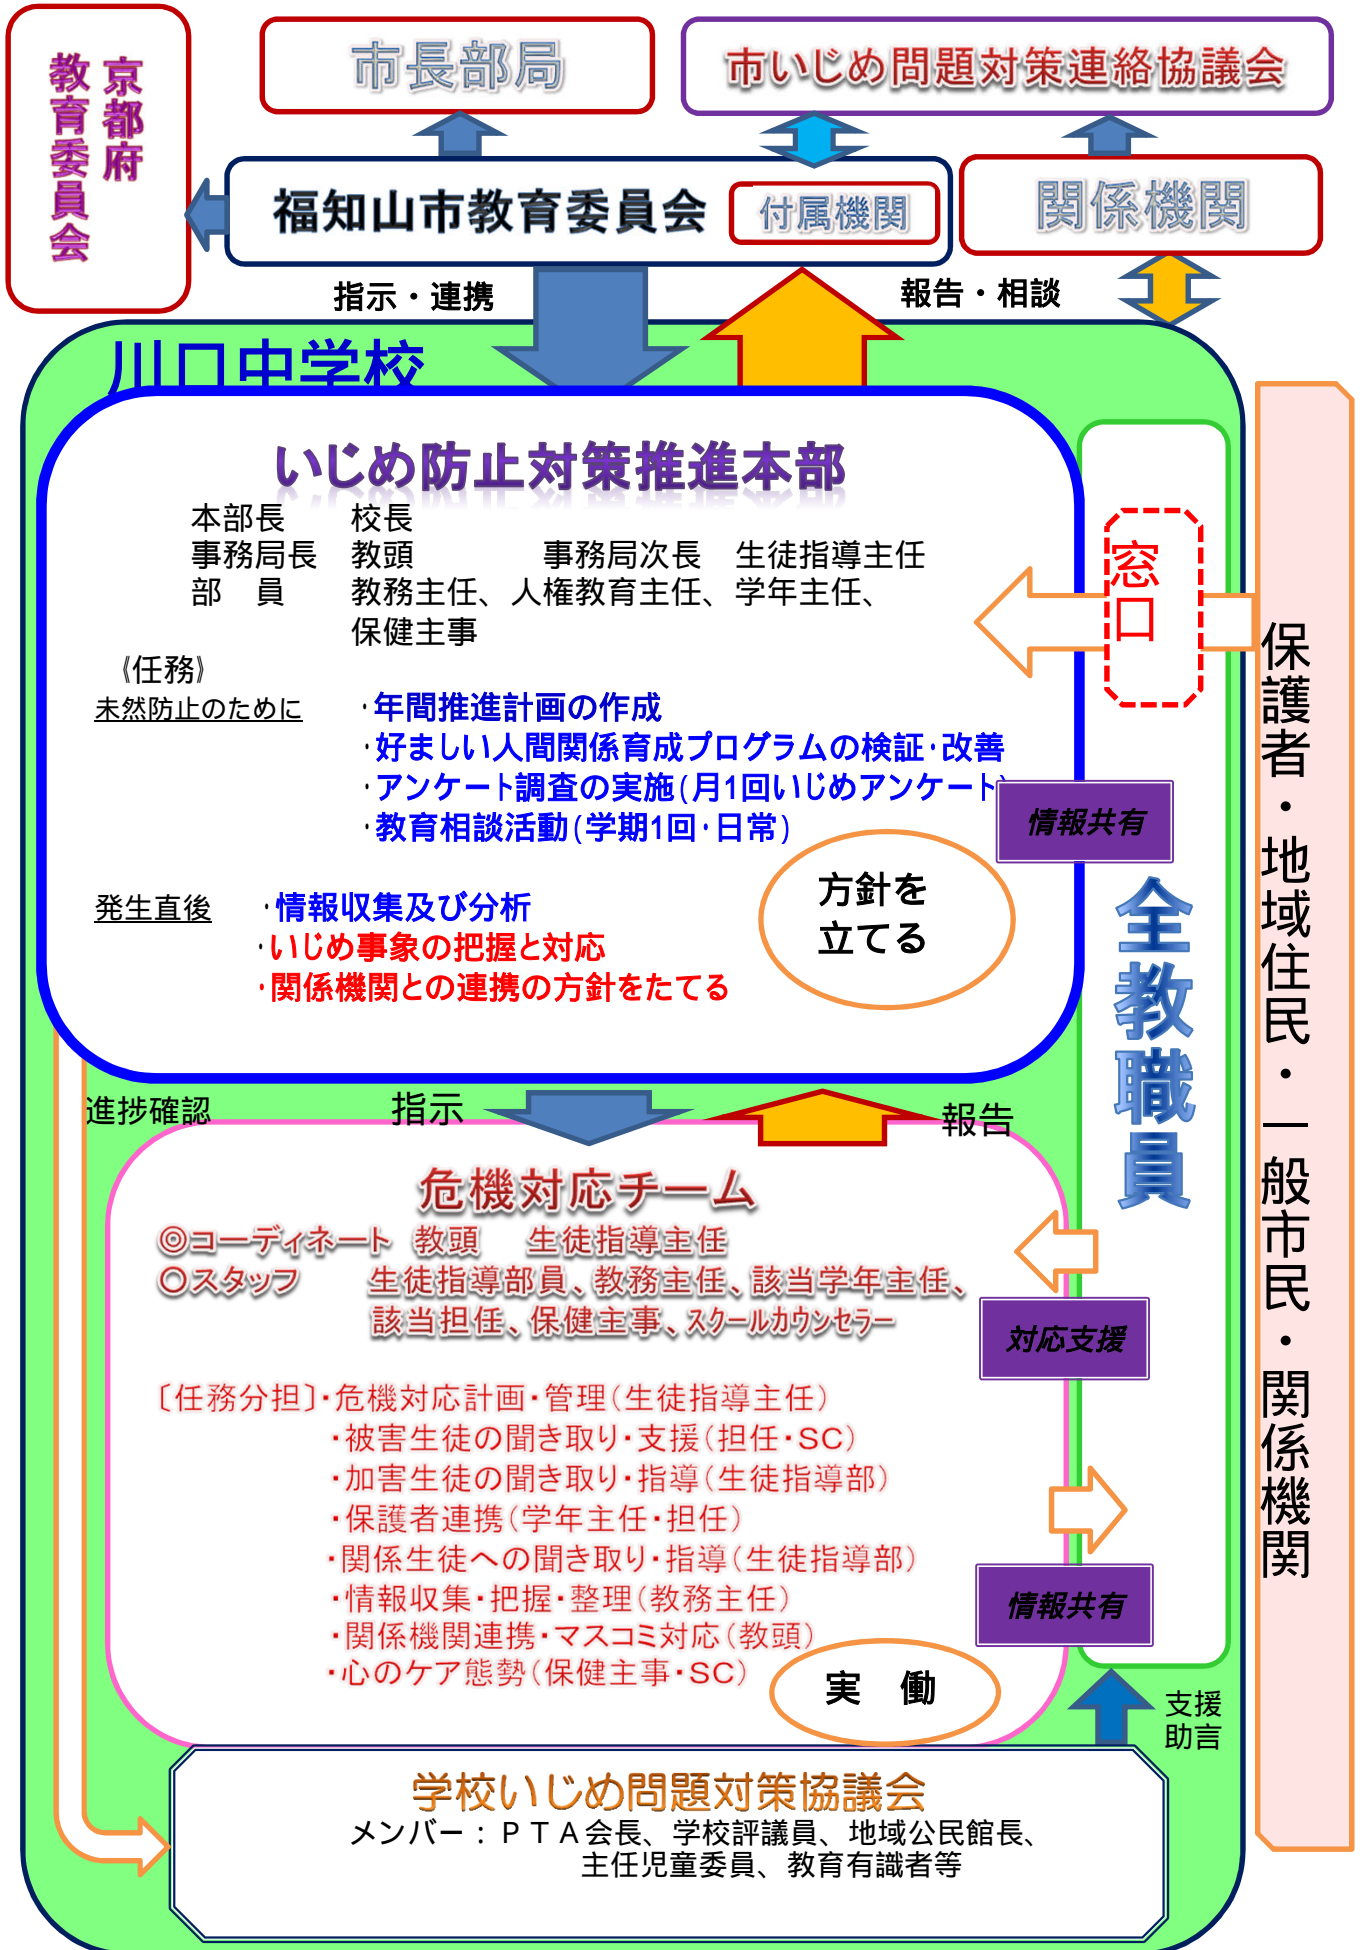 京都府
教育委員会
市長部局
市いじめ問題対策連絡協議会
福知山市教育委員会
付属機関
関係機関
指示・連携
報告・相談
川口中学校
いじめ防止対策推進本部
本部長 校長
事務局長 教頭 事務局次長 生徒指導主任
部 員 教務主任、人権教育主任、学年主任、
保健主事
《任務》
未然防止のために ・年間推進計画の作成
・好ましい人間関係育成プログラムの検証・改善
・アンケート調査の実施(月1回いじめアンケート)
・教育相談活動(学期1回・日常)
発生直後 ・情報収集及び分析
・いじめ事象の把握と対応
・関係機関との連携の方針をたてる
方針を
立てる
窓口
情報共有
全教職員
保護者・地域住民・一般市民・関係機関
進捗確認
指示
報告
危機対応チーム
◎コーディネート 教頭 生徒指導主任
○スタッフ 生徒指導部員、教務主任、該当学年主任、
該当担任、保健主事、スクールカウンセラー
対応支援
〔任務分担〕・危機対応計画・管理(生徒指導主任)
・被害生徒の聞き取り・支援(担任・SC)
・加害生徒の聞き取り・指導(生徒指導部)
・保護者連携(学年主任・担任)
・関係生徒への聞き取り・指導(生徒指導部)
・情報収集・把握・整理(教務主任)
・関係機関連携・マスコミ対応(教頭)
・心のケア態勢(保健主事・SC)
情報共有
実 働
支援
助言
学校いじめ問題対策協議会
メンバー：ＰＴＡ会長、学校評議員、地域公民館長、
主任児童委員、教育有識者等